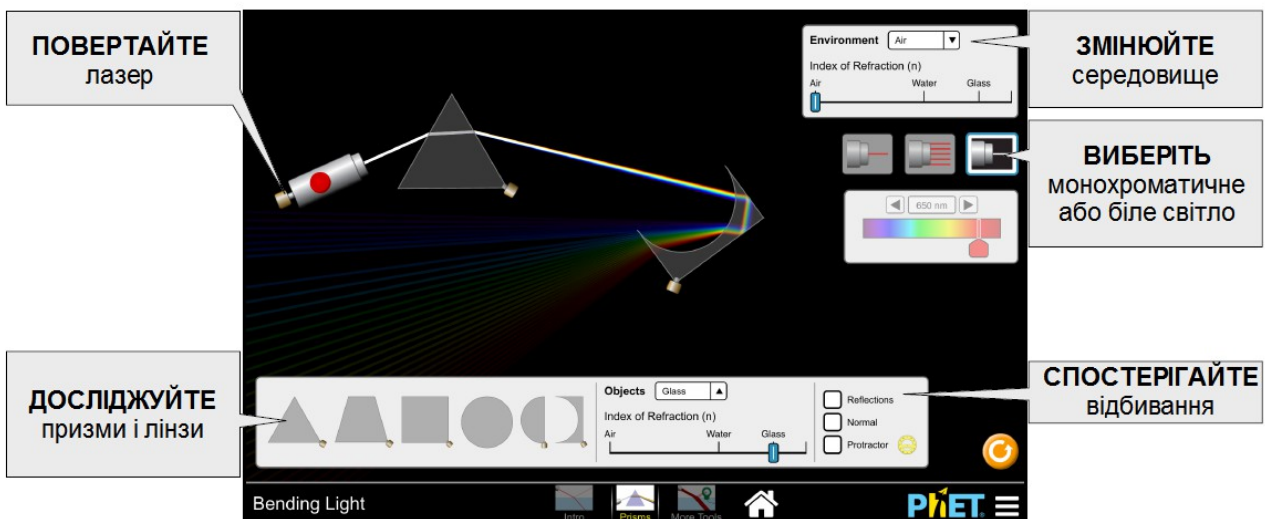 ПОВЕРТАЙТЕ
лазер
Environment Air
Index of Refraction (n)
Air Water Glass
ЗМІНЮЙТЕ
середовище
ВИБЕРІТЬ
монохроматичне
або біле світло
650 nm
ДОСЛІДЖУЙТЕ
призми і лінзи
Objects Glass
Index of Refraction (n)
Air Water Glass
Reflections
Normal
Protractor
СПОСТЕРІГАЙТЕ
відбивання
Bending Light
Intro
Prisms
More Tools
PhET